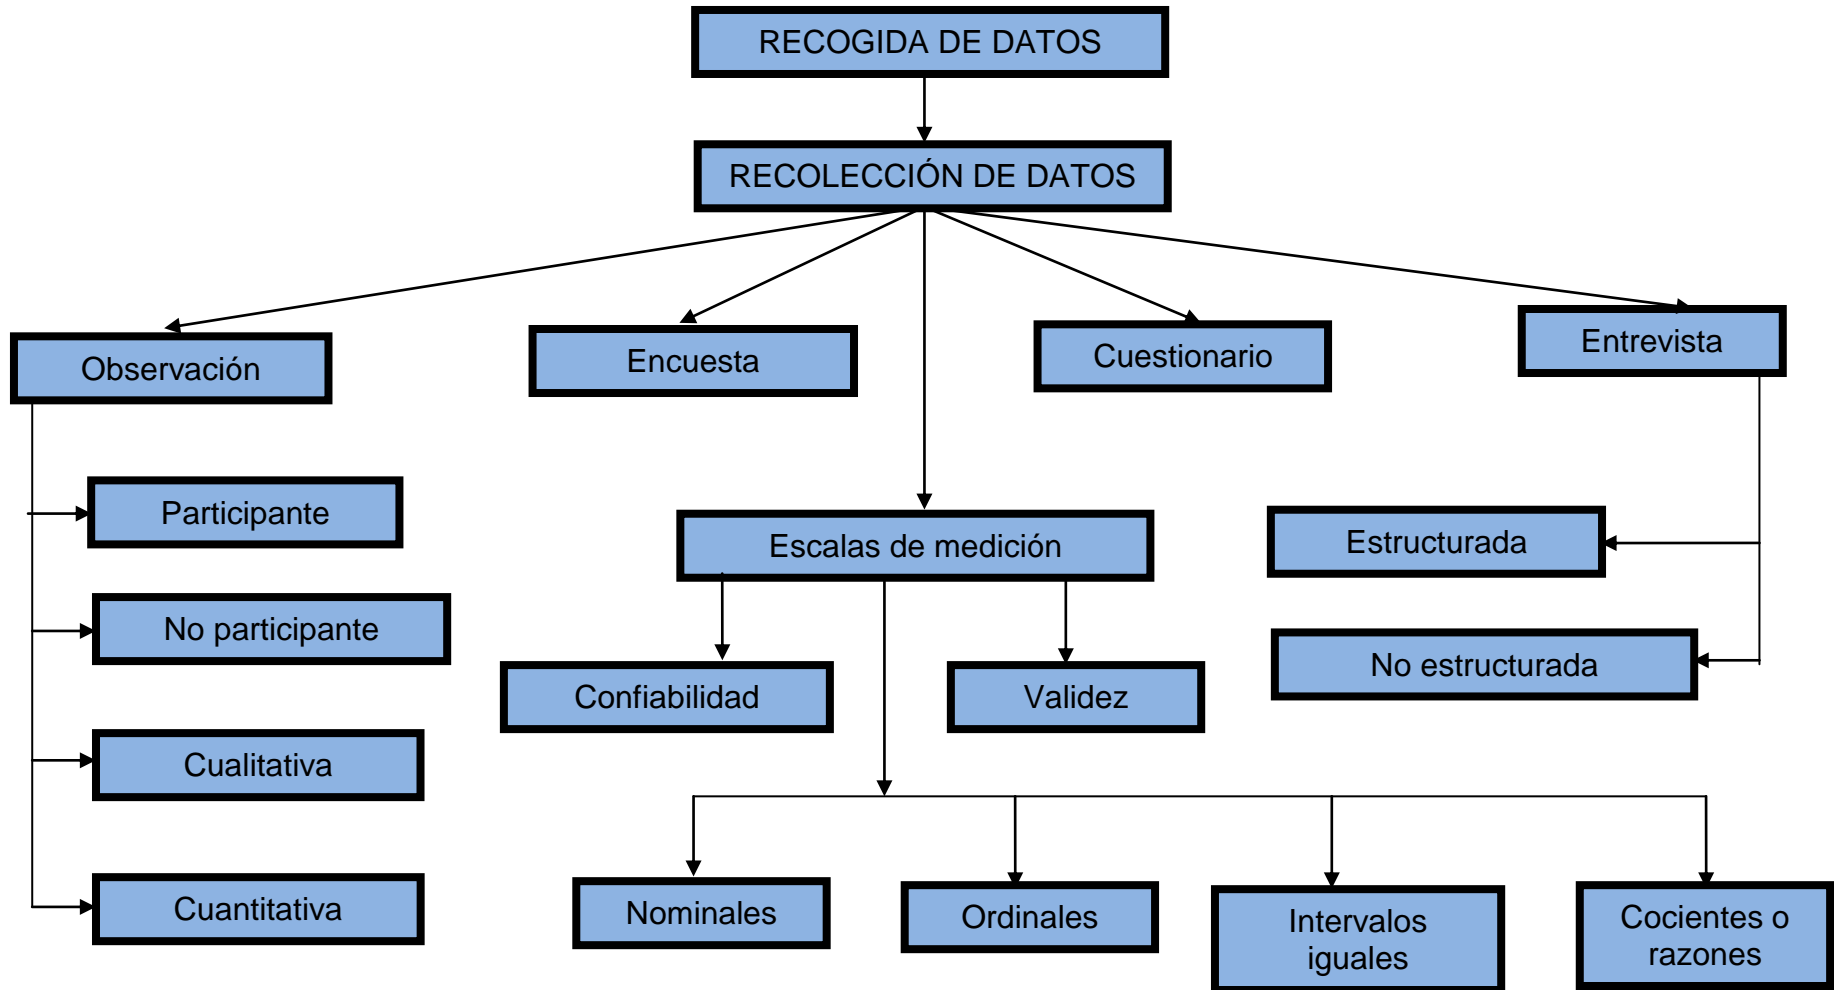 RECOGIDA DE DATOS
RECOLECCIÓN DE DATOS
Observación
Encuesta
Cuestionario
Entrevista
Participante
No participante
Cualitativa
Cuantitativa
Escalas de medición
Confiabilidad
Validez
Estructurada
No estructurada
Nominales
Ordinales
Intervalos
iguales
Cocientes o
razones